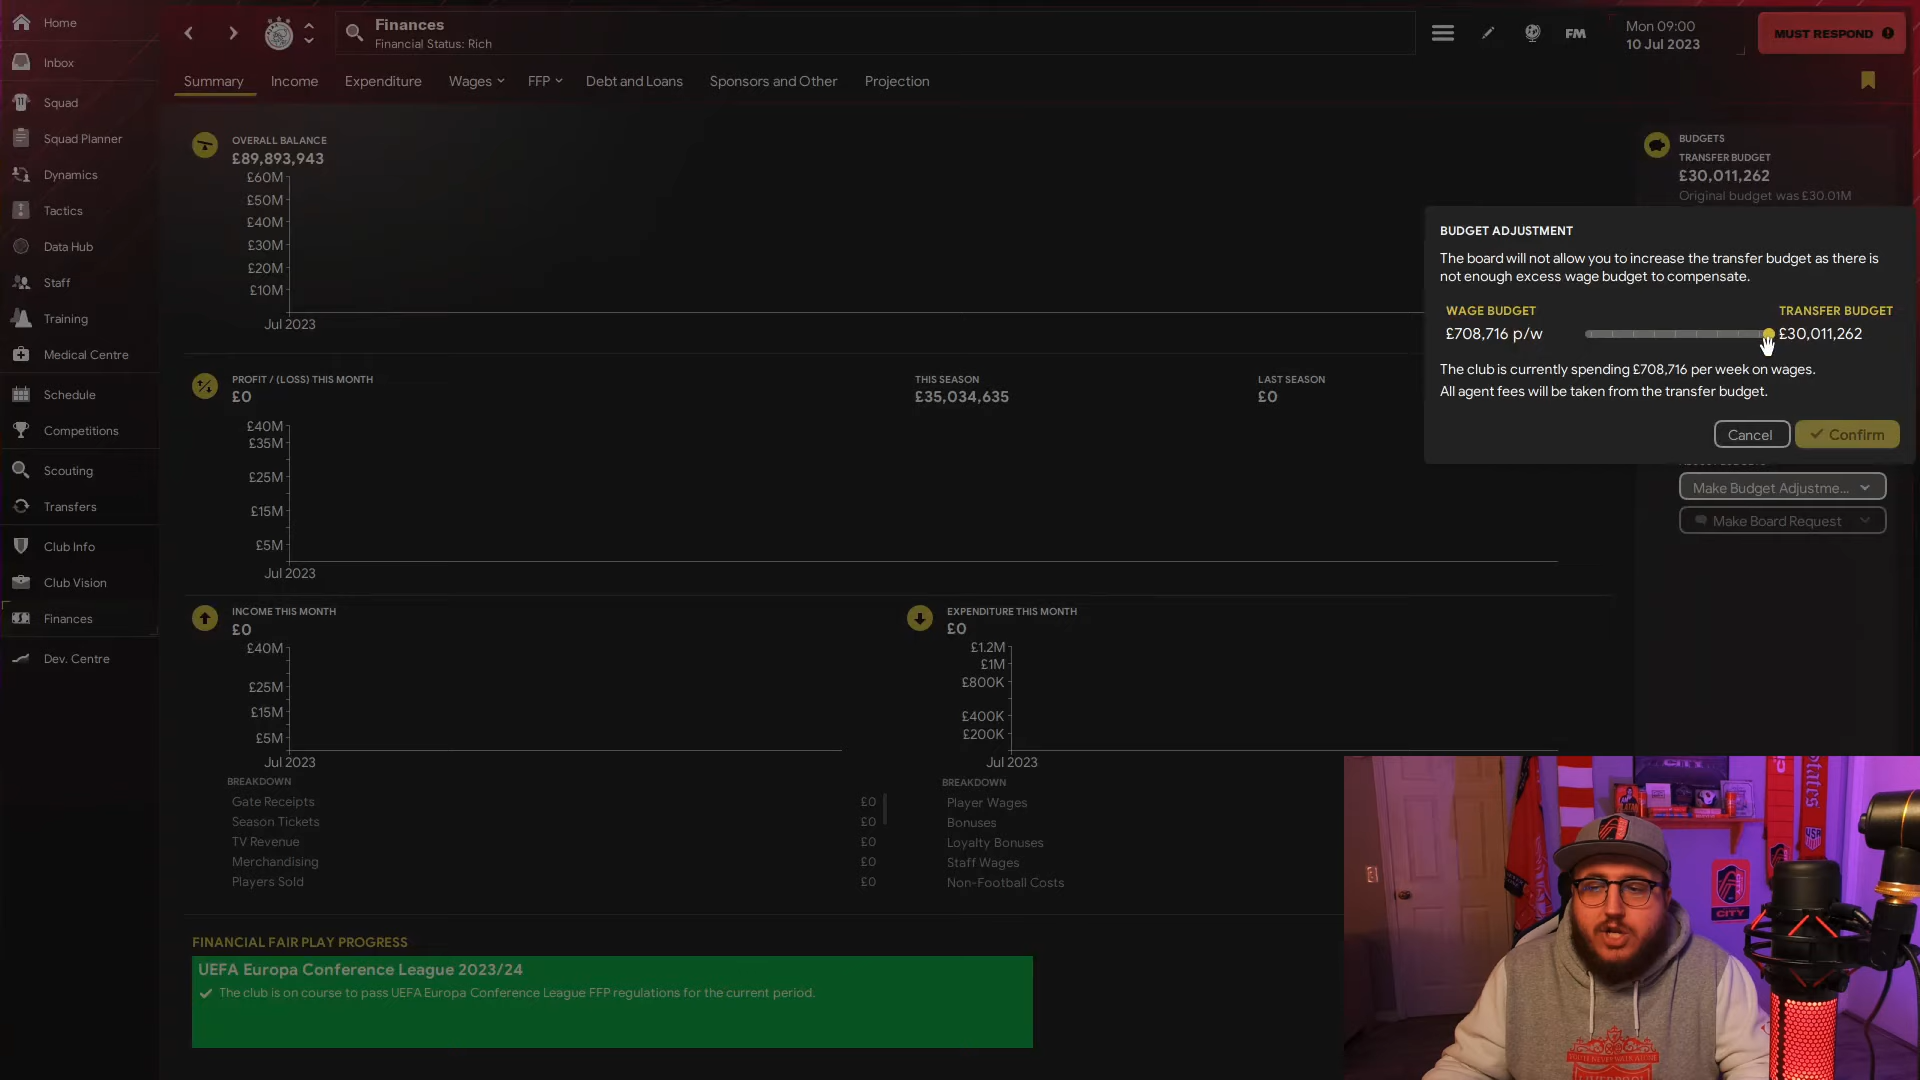 Home
Inbox
Squad
Squad Planner
Dynamics
Tactics
Data Hub
Staff
Training
Medical Centre
Schedule
Competitions
Scouting
Transfers
Club Info
Club Vision
Finances
Dev. Centre
Finances
Financial Status: Rich
FM
Mon 09:00
10 Jul 2023
MUST RESPOND
Summary Income Expenditure Wages FFP Debt and Loans Sponsors and Other Projection
OVERALL BALANCE
£89,893,943
£60M
£50M
£40M
£30M
£20M
£10M
Jul 2023
BUDGETS
TRANSFER BUDGET
£30,011,262
Original budget was £30.01M
BUDGET ADJUSTMENT
The board will not allow you to increase the transfer budget as there is
not enough excess wage budget to compensate.
WAGE BUDGET TRANSFER BUDGET
£708,716 p/w £30,011,262
The club is currently spending £708,716 per week on wages.
All agent fees will be taken from the transfer budget.
Cancel Confirm
Make Budget Adjustme...
Make Board Request
PROFIT / (LOSS) THIS MONTH
£0
THIS SEASON
£35,034,635
LAST SEASON
£0
£40M
£35M
£25M
£15M
£5M
Jul 2023
INCOME THIS MONTH
£0
£40M
£25M
£15M
£5M
Jul 2023
BREAKDOWN
Gate Receipts £0
Season Tickets £0
TV Revenue £0
Merchandising £0
Players Sold £0
EXPENDITURE THIS MONTH
£0
£1.2M
£1M
£800K
£400K
£200K
Jul 2023
BREAKDOWN
Player Wages
Bonuses
Loyalty Bonuses
Staff Wages
Non-Football Costs
FINANCIAL FAIR PLAY PROGRESS
UEFA Europa Conference League 2023/24
The club is on course to pass UEFA Europa Conference League FFP regulations for the current period.
CITY
CITY
States
USA
YOU'LL NEVER WALK ALONE
LIVERPOOL